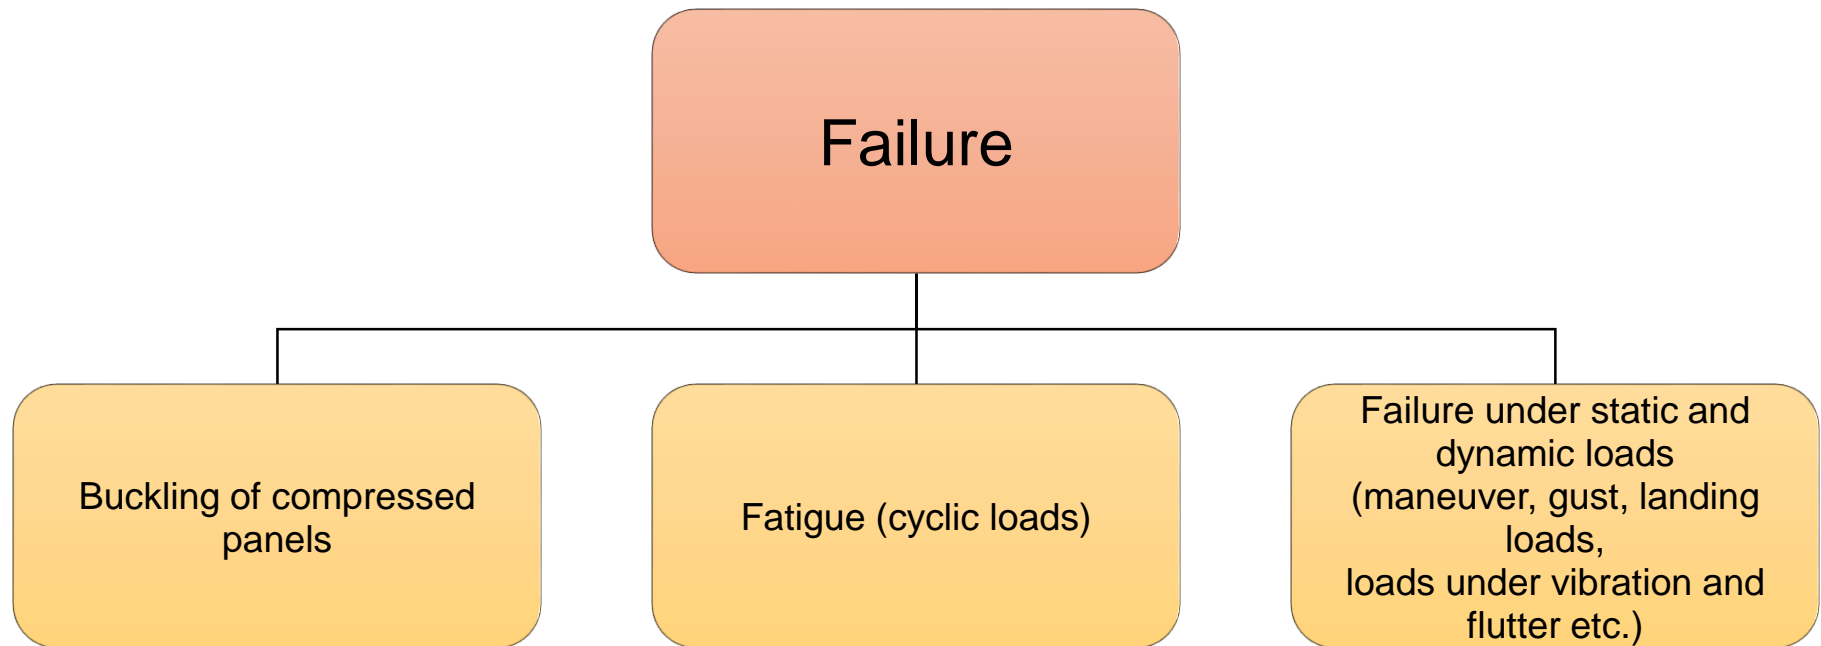 Failure
Buckling of compressed
panels
Fatigue (cyclic loads)
Failure under static and
dynamic loads
(maneuver, gust, landing
loads,
loads under vibration and
flutter etc.)